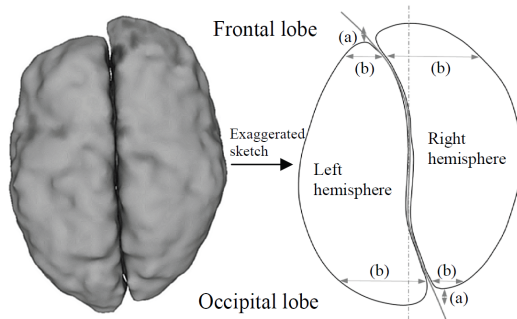 Frontal lobe
(a)
(b)
(b)
Exaggerated
sketch
Left
hemisphere
Right
hemisphere
(b)
(b)
(a)
Occipital lobe